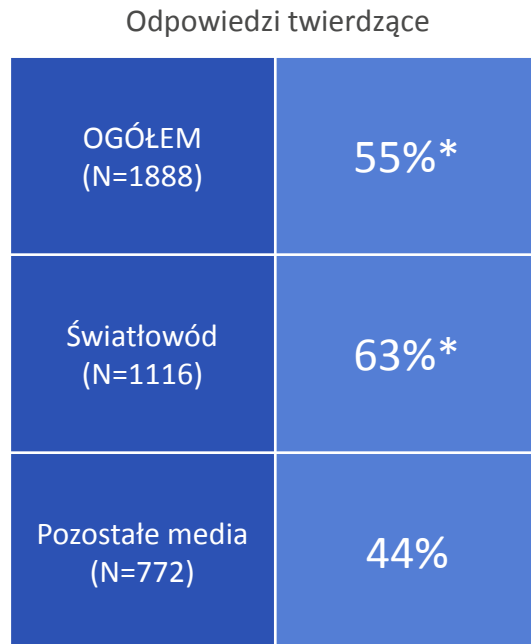 Odpowiedzi twierdzące
OGÓŁEM
(N=1888)
55%*
Światłowód
(N=1116)
63%*
Pozostałe media
(N=772)
44%